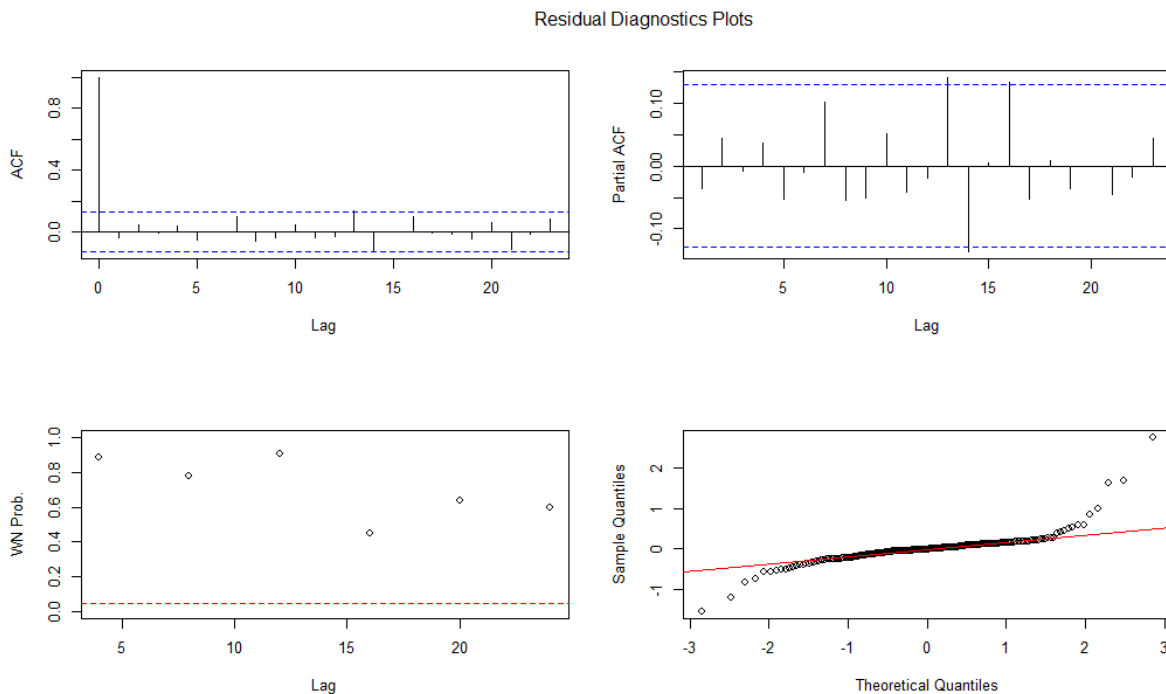 Residual Diagnostics Plots
ACF
0.0 0.4 0.8
0 5 10 15 20
Lag
Partial ACF
-0.10 0.00 0.10
5 10 15 20
Lag
WN Prob.
0.0 0.2 0.4 0.6 0.8 1.0
5 10 15 20
Lag
Sample Quantiles
-1 0 1 2
-3 -2 -1 0 1 2 3
Theoretical Quantiles